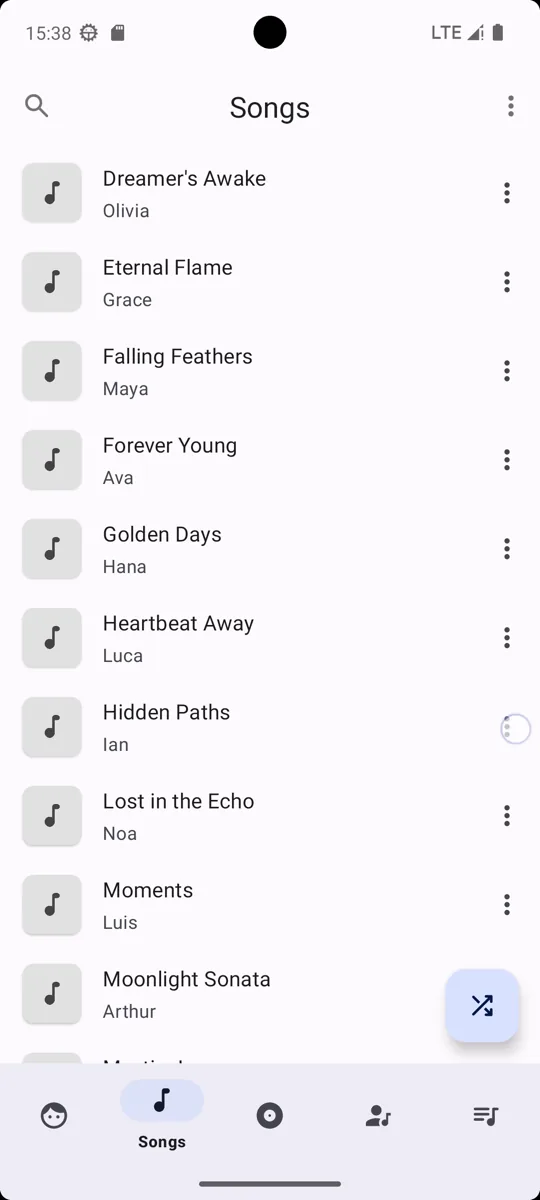 15:38
LTE
Songs
Dreamer's Awake
Olivia
Eternal Flame
Grace
Falling Feathers
Maya
Forever Young
Ava
Golden Days
Hana
Heartbeat Away
Luca
Hidden Paths
Ian
Lost in the Echo
Noa
Moments
Luis
Moonlight Sonata
Arthur
Songs